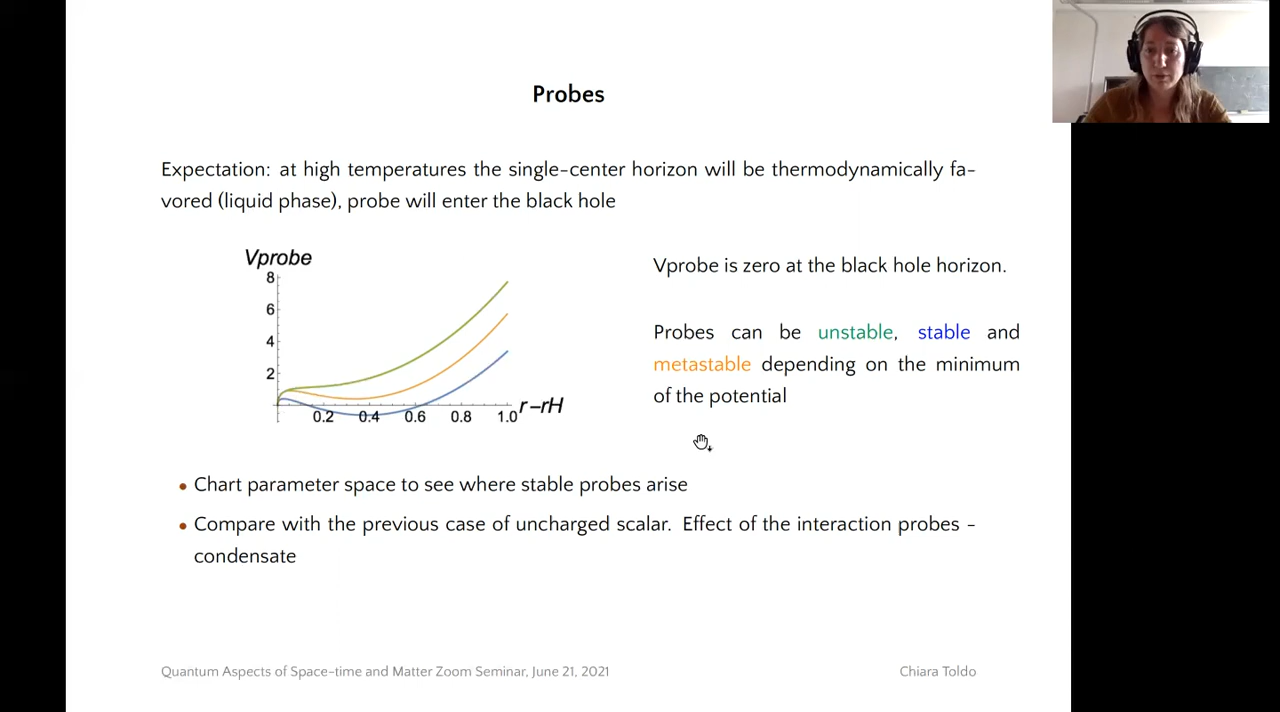 Probes
Expectation: at high temperatures the single-center horizon will be thermodynamically fa-
vored (liquid phase), probe will enter the black hole
Vprobe
8
6
4
2
0.2 0.4 0.6 0.8 1.0
r-rH
Vprobe is zero at the black hole horizon.
Probes can be unstable, stable and
metastable depending on the minimum
of the potential
• Chart parameter space to see where stable probes arise
• Compare with the previous case of uncharged scalar. Effect of the interaction probes -
condensate
Quantum Aspects of Space-time and Matter Zoom Seminar, June 21, 2021
Chiara Toldo